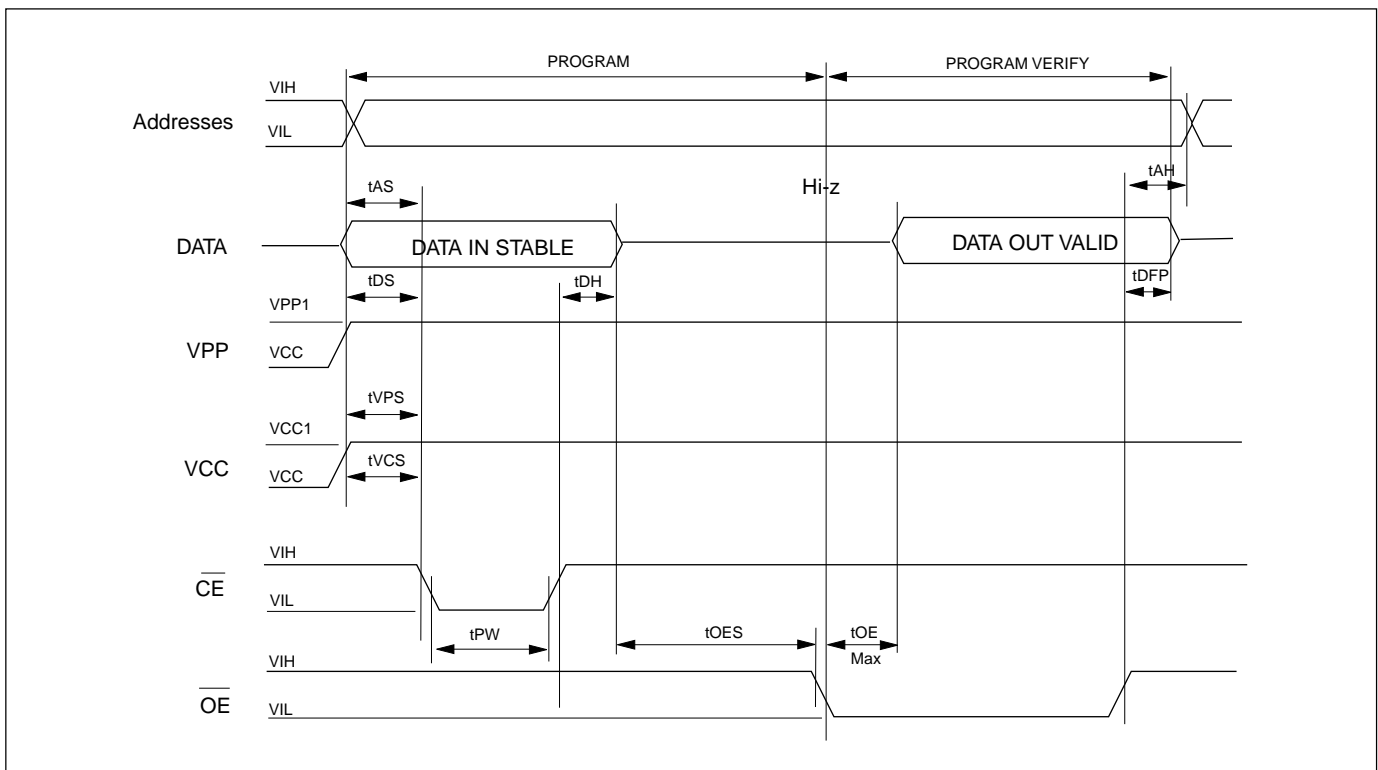 PROGRAM
PROGRAM VERIFY
VIH
Addresses
VIL
tAS
Hi-z
tAH
DATA
DATA IN STABLE
DATA OUT VALID
tDS
tDH
tDFP
VPP1
VPP
VCC
tVPS
VCC1
VCC
tVCS
VCC
VIH
CE
VIL
tPW
tOES
tOE
Max
VIH
OE
VIL